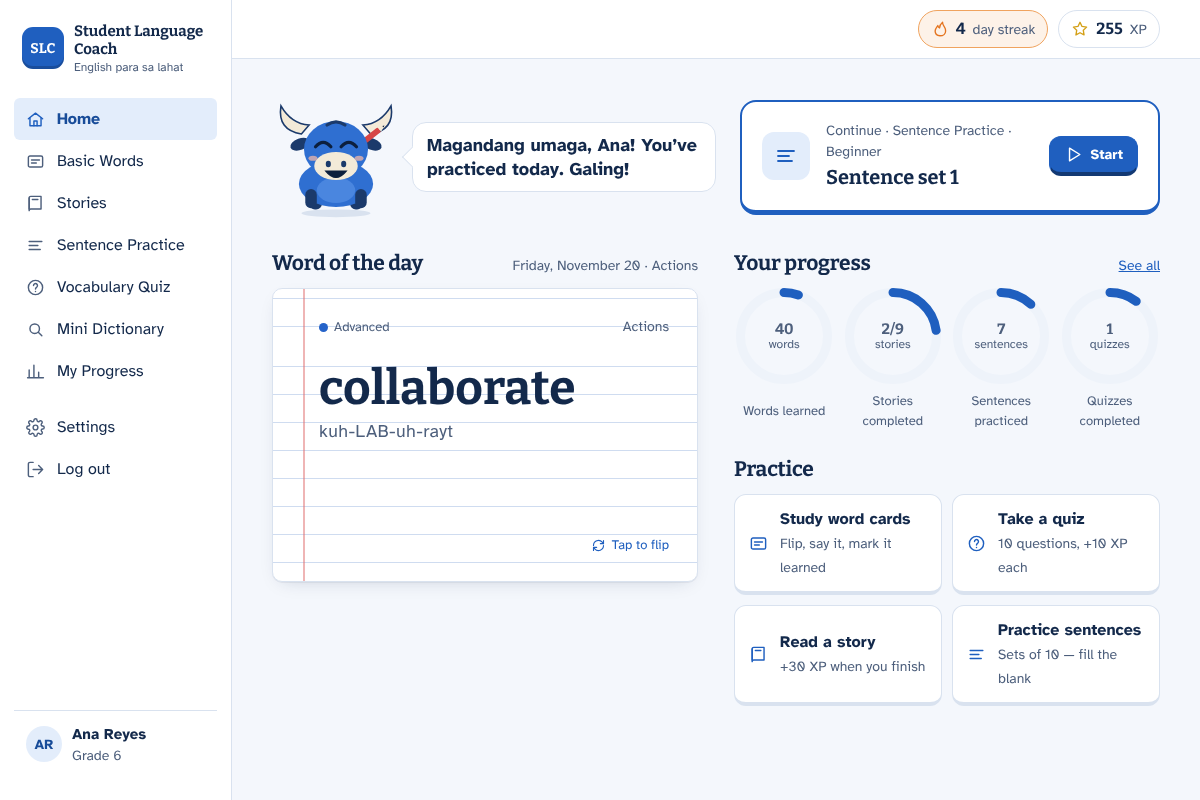 SLC
Student Language
Coach
English para sa lahat
Home
Basic Words
Stories
Sentence Practice
Vocabulary Quiz
Mini Dictionary
My Progress
Settings
Log out
AR
Ana Reyes
Grade 6
4 day streak
255 XP
Magandang umaga, Ana! You’ve
practiced today. Galing!
Continue · Sentence Practice ·
Beginner
Sentence set 1
Start
Word of the day
Friday, November 20 · Actions
Advanced
Actions
collaborate
kuh-LAB-uh-rayt
Tap to flip
Your progress
See all
40
words
Words learned
2/9
stories
Stories
completed
7
sentences
Sentences
practiced
1
quizzes
Quizzes
completed
Practice
Study word cards
Flip, say it, mark it
learned
Take a quiz
10 questions, +10 XP
each
Read a story
+30 XP when you finish
Practice sentences
Sets of 10 — fill the
blank